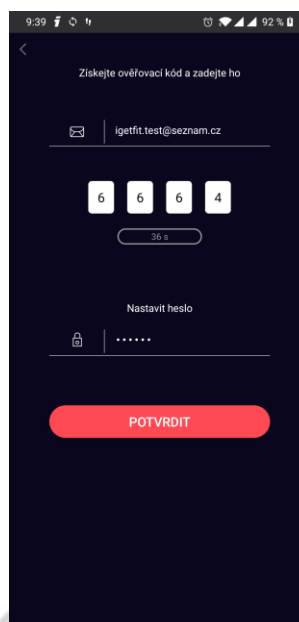 9:39 92 %
Získejte ověřovací kód a zadejte ho
igetfit.test@seznam.cz
6 6 6 4
36 s
Nastavit heslo
••••••
POTVRDIT